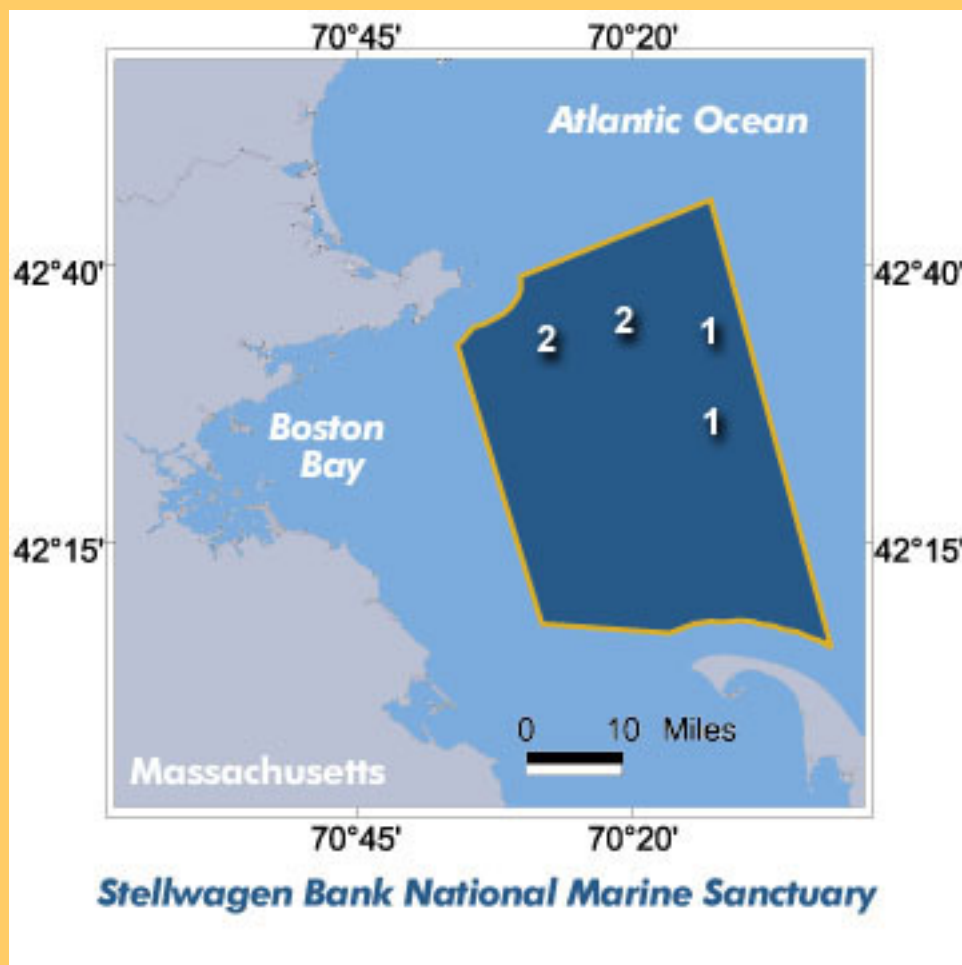 70°45' 70°20'
Atlantic Ocean
42°40' 42°40'
2 2 1
1
Boston
Bay
42°15' 42°15'
0 10 Miles
Massachusetts
70°45' 70°20'
Stellwagen Bank National Marine Sanctuary